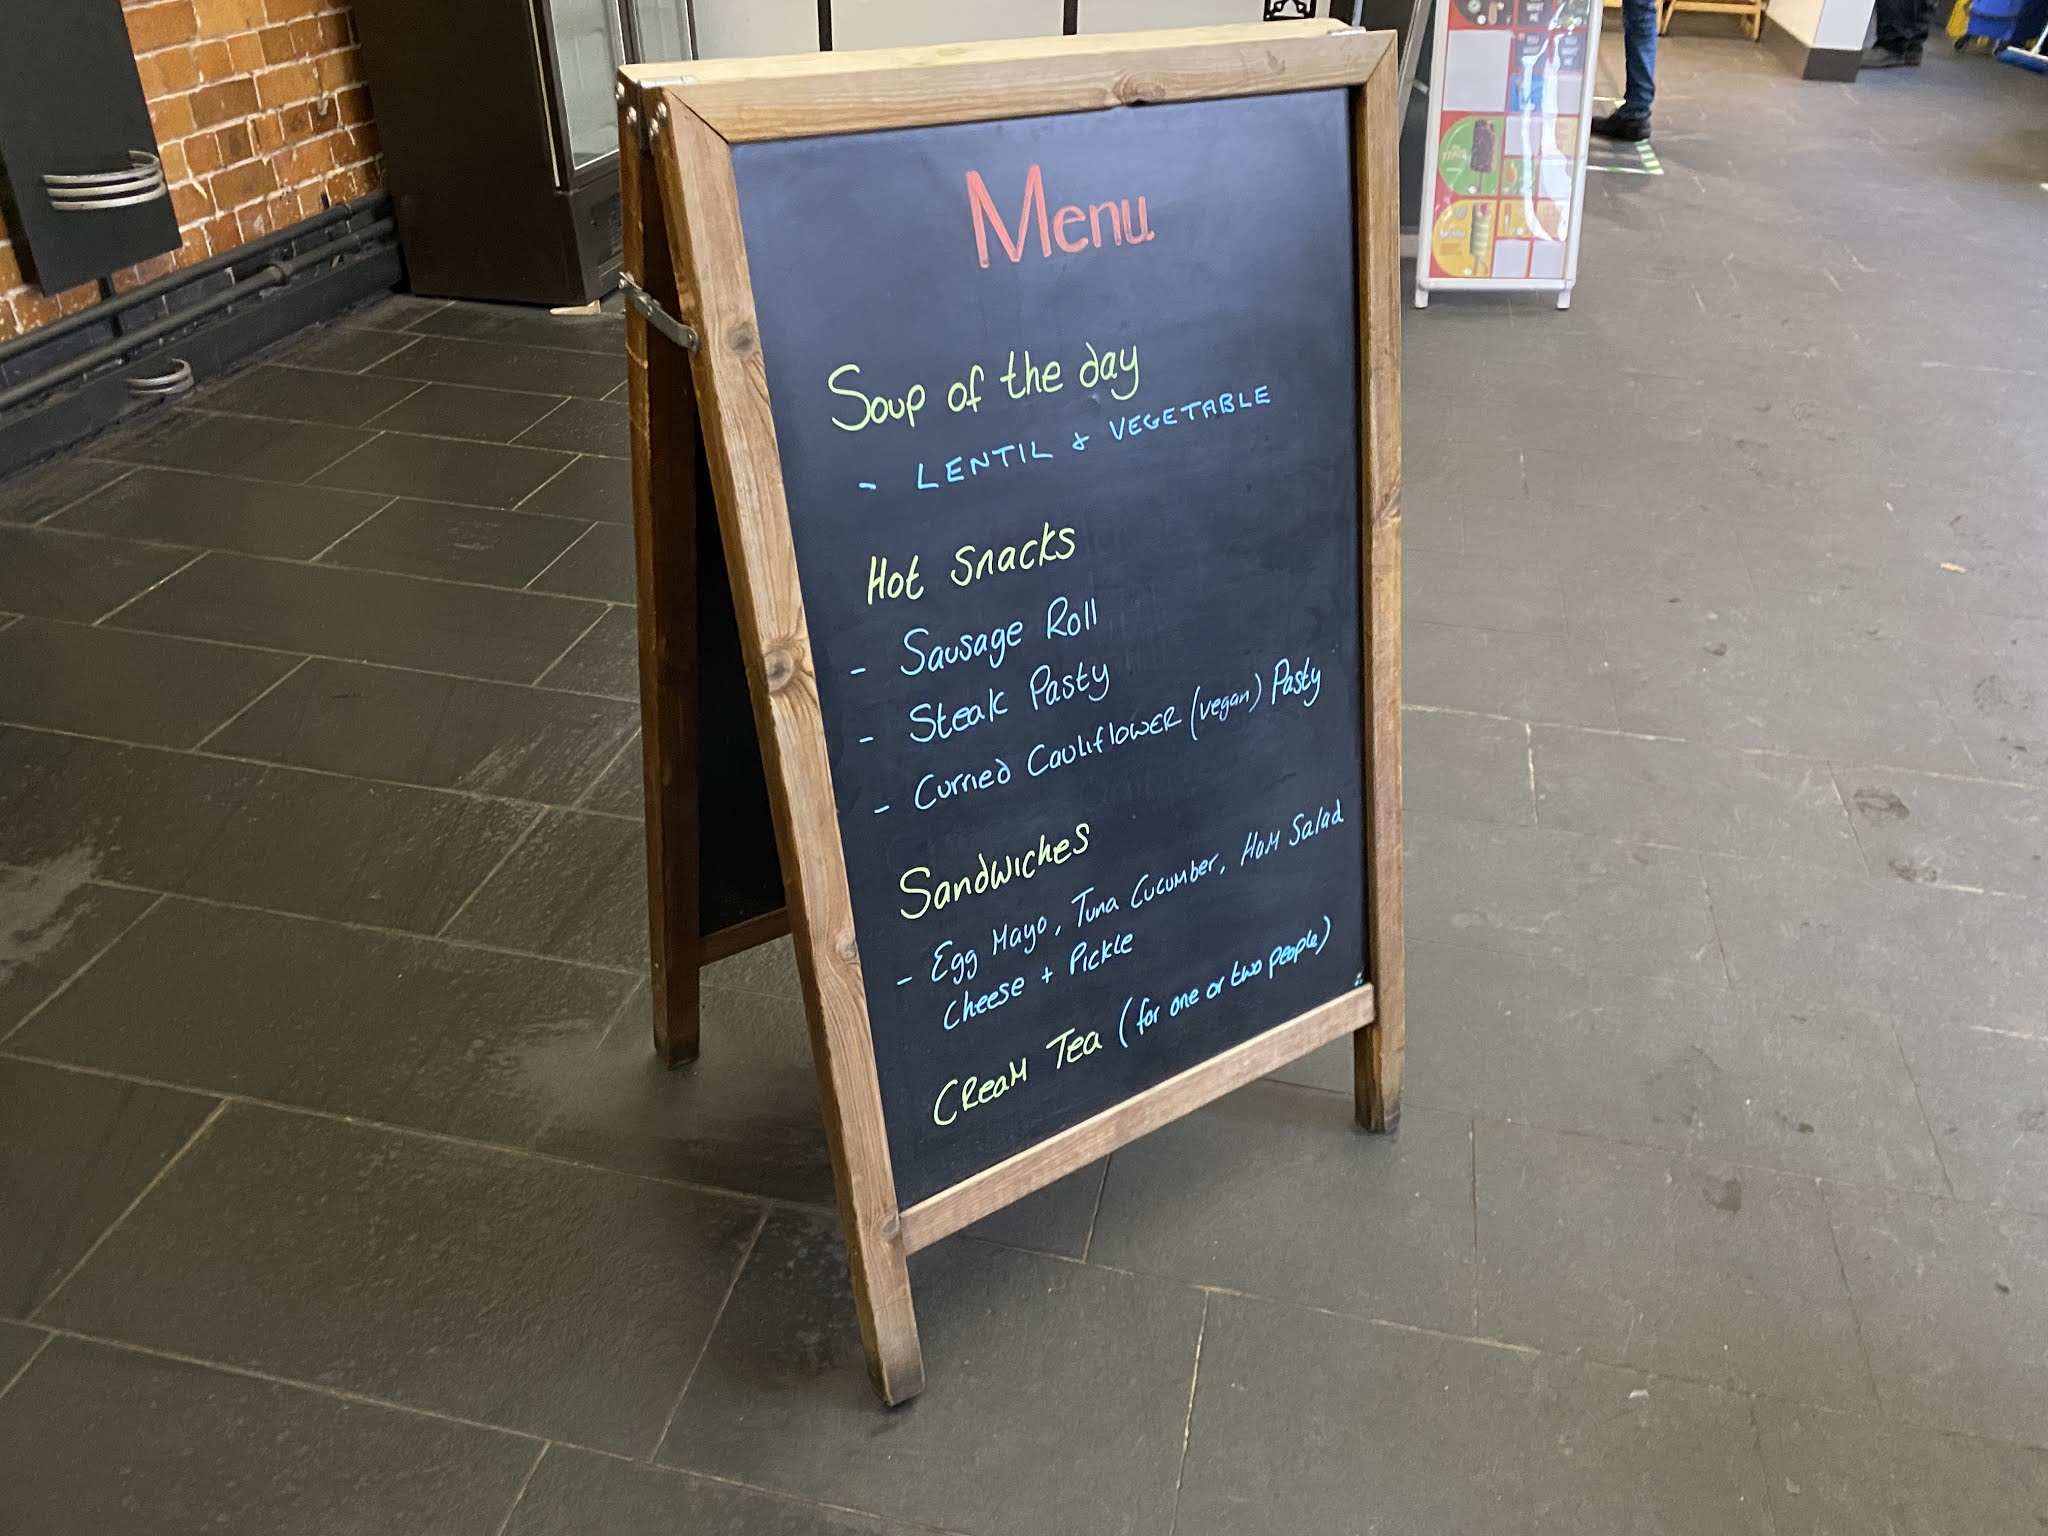 Menu
Soup of the day
- LENTIL & VEGETABLE
Hot Snacks
- Sausage Roll
- Steak Pasty
- Curried Cauliflower (vegan) Pasty
Sandwiches
- Egg Mayo, Tuna Cucumber, Ham Salad
Cheese + Pickle
Cream Tea (for one or two people)